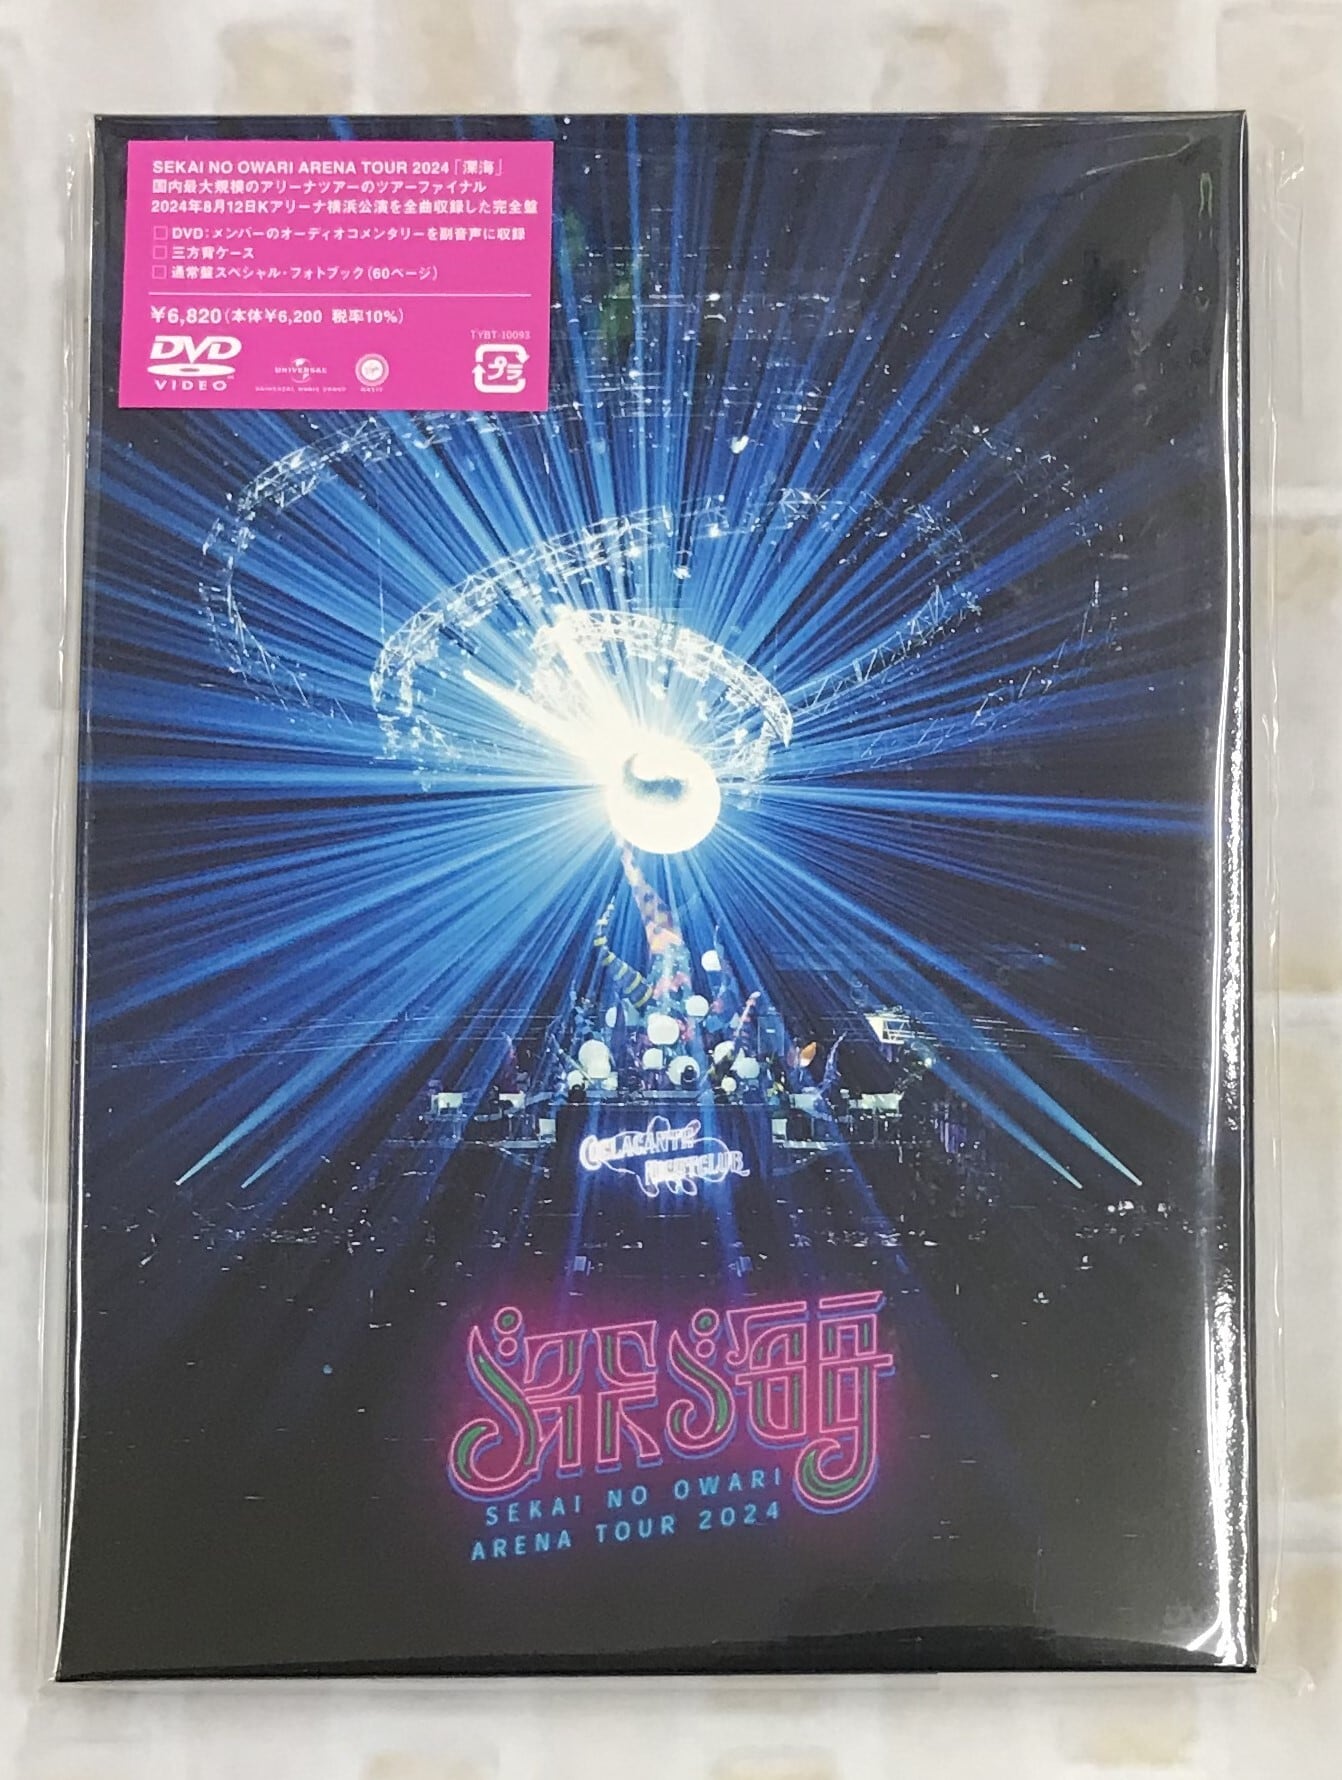 SEKAI NO OWARI ARENA TOUR 2024「深海」
国内最大規模のアリーナツアーのツアーファイナル
2024年8月12日Kアリーナ横浜公演を全曲収録した完全盤
□ DVD:メンバーのオーディオコメンタリーを副音声に収録
□ 三方背ケース
□ 通常盤スペシャル・フォトブック(60ページ)
¥6,820(本体¥6,200 税率10%)
TYBT-10093
DVD
VIDEO
UNIVERSAL
UNIVERSAL MUSIC GROUP
プラ
COELACANTH
NIGHTCLUB
深海
SEKAI NO OWARI
ARENA TOUR 2024
DVD